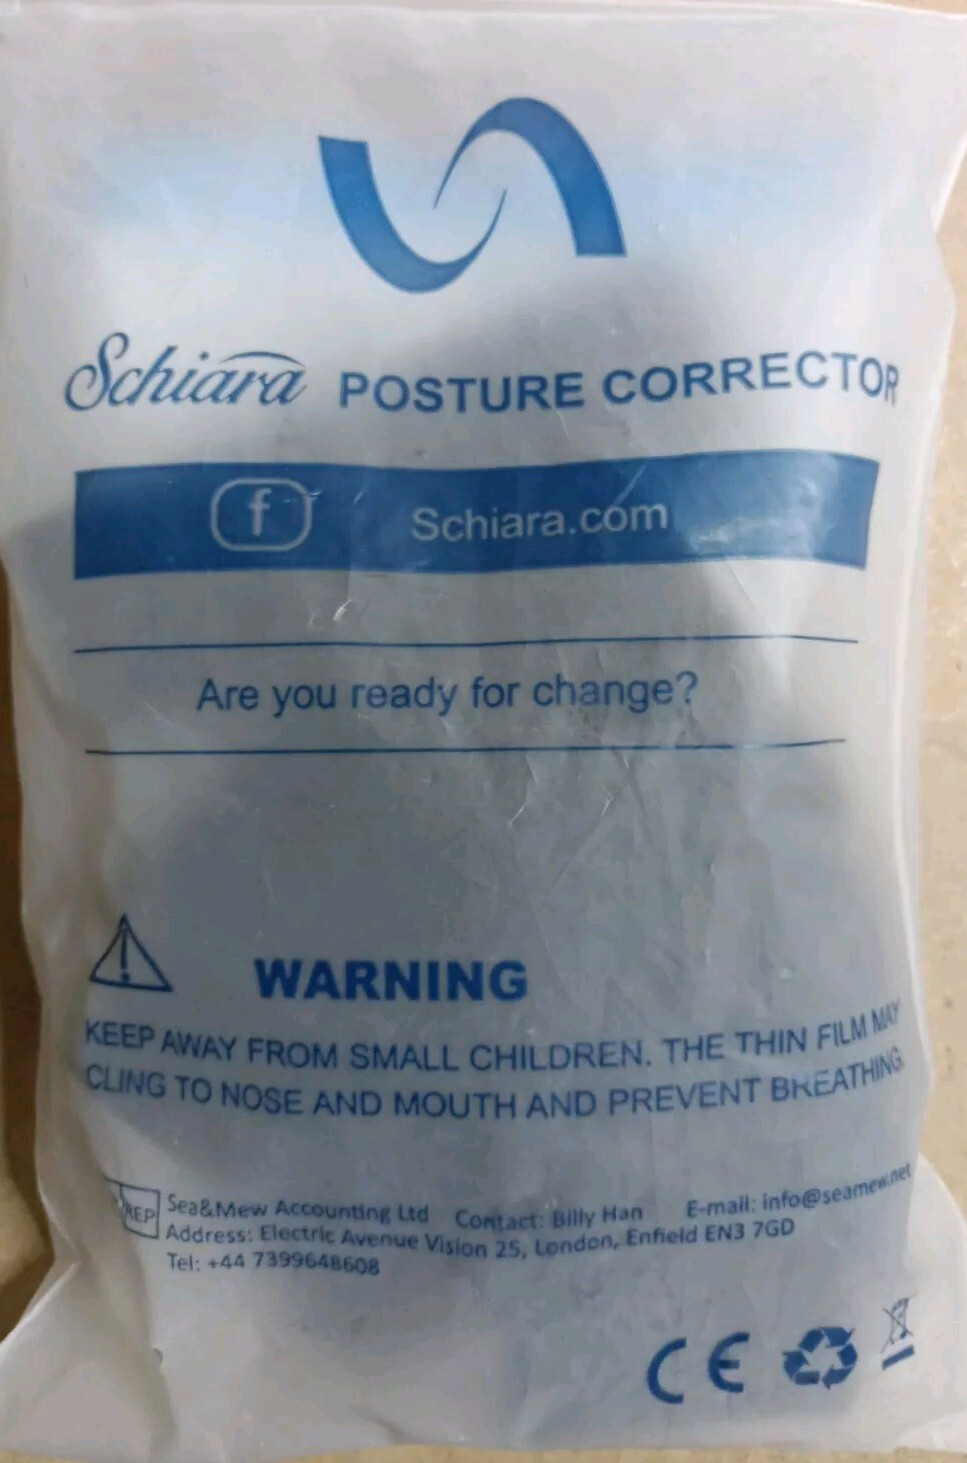 Schiara POSTURE CORRECTOR
f Schiara.com
Are you ready for change?
WARNING
KEEP AWAY FROM SMALL CHILDREN. THE THIN FILM MAY
CLING TO NOSE AND MOUTH AND PREVENT BREATHING.
REP Sea&Mew Accounting Ltd Contact: Billy Han E-mail: info@seamew.net
Address: Electric Avenue Vision 25, London, Enfield EN3 7GD
Tel: +44 7399648608
CE